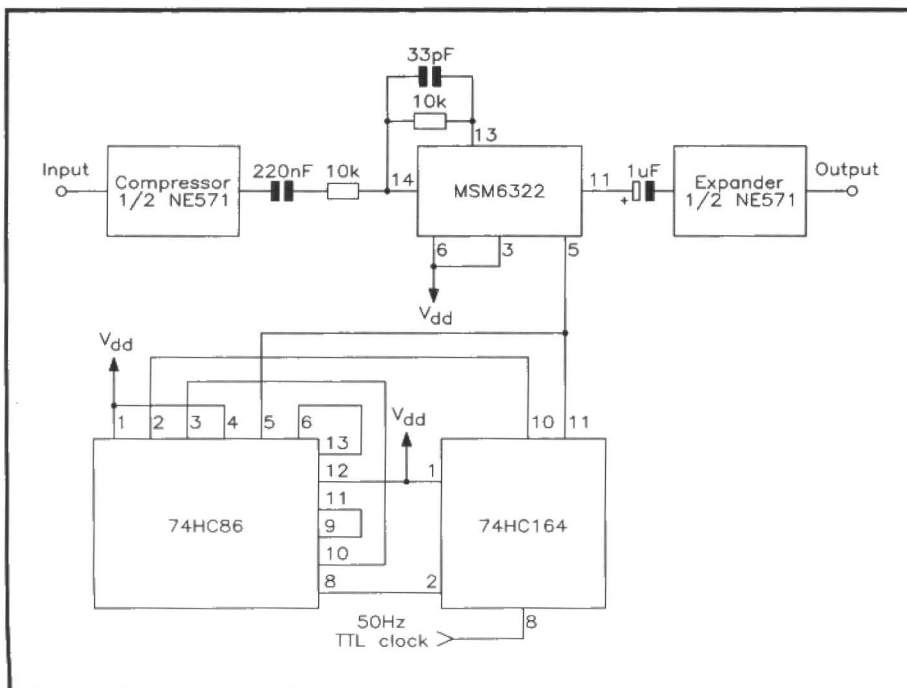 33pF
10k
13
Input
Compressor
1/2 NE571
220nF
10k
14
MSM6322
11
1uF
+
Expander
1/2 NE571
Output
6
3
5
Vdd
Vdd
1
2
3
4
5
6
13
12
11
9
10
8
74HC86
Vdd
10
11
1
2
74HC164
8
50Hz
TTL clock